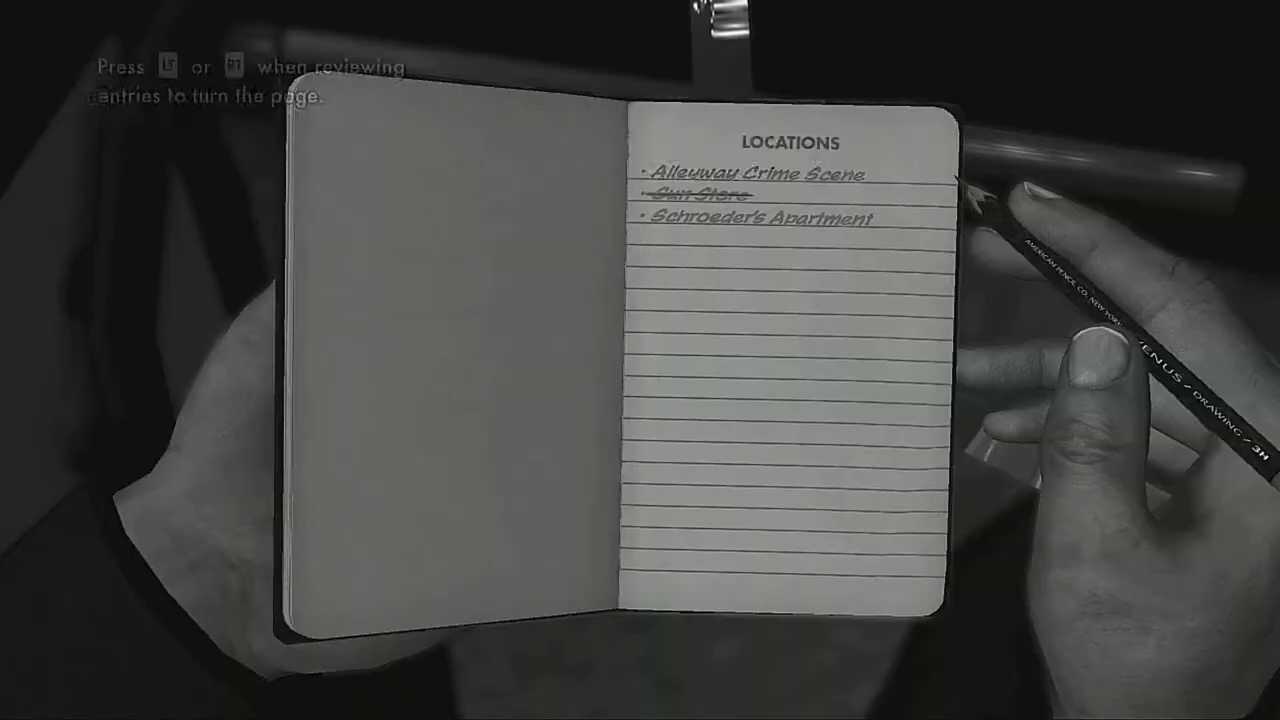 Press LT or RT when reviewing
entries to turn the page.
LOCATIONS
· Alleyway Crime Scene
· Gun Store
· Schroeder's Apartment
AMERICAN PENCIL CO. NEW YORK
VENUS / DRAWING / 3H